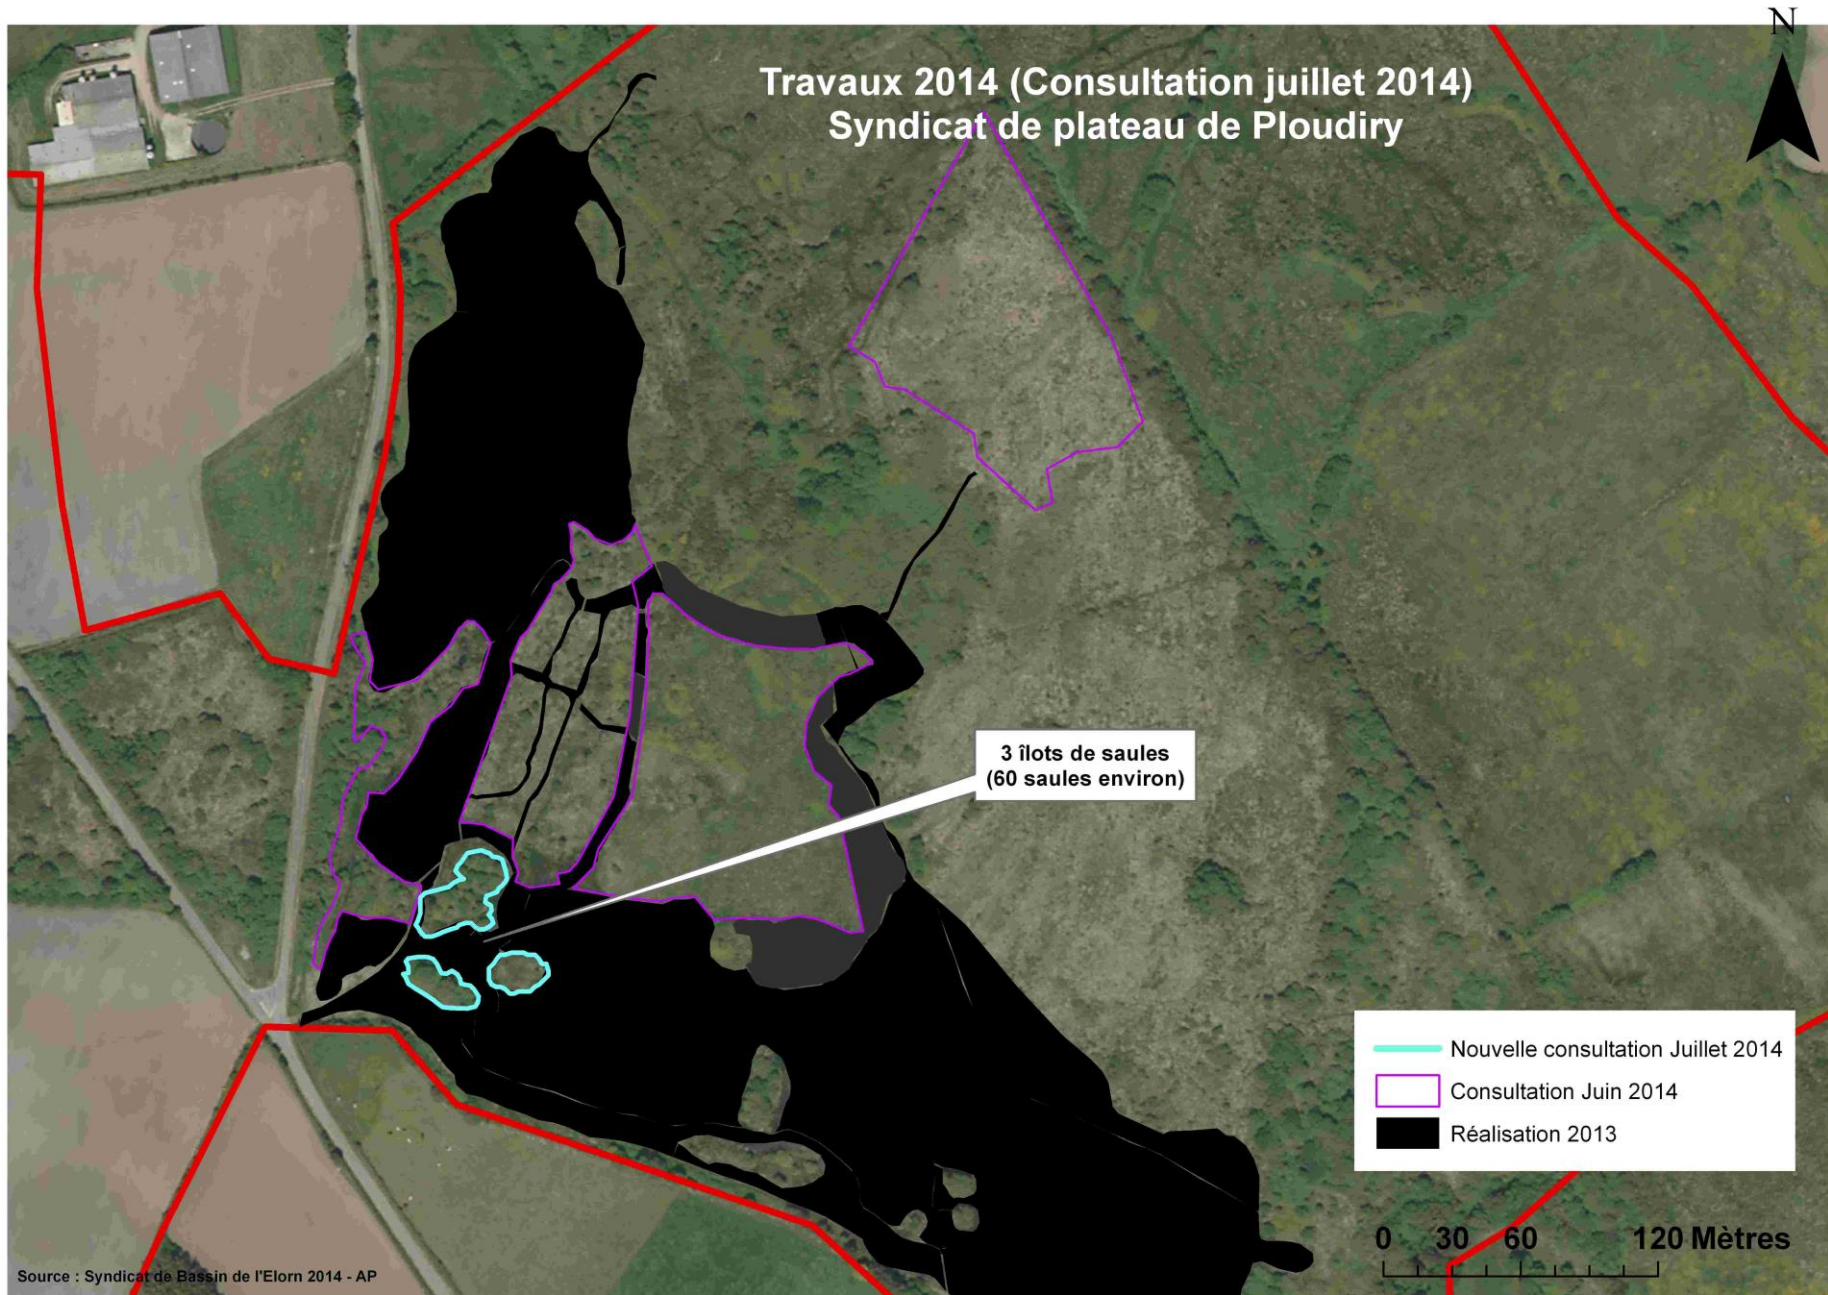 N
Travaux 2014 (Consultation juillet 2014)
Syndicat de plateau de Ploudiry
3 îlots de saules
(60 saules environ)
Nouvelle consultation Juillet 2014
Consultation Juin 2014
Réalisation 2013
0 30 60 120 Mètres
Source : Syndicat de Bassin de l'Elorn 2014 - AP